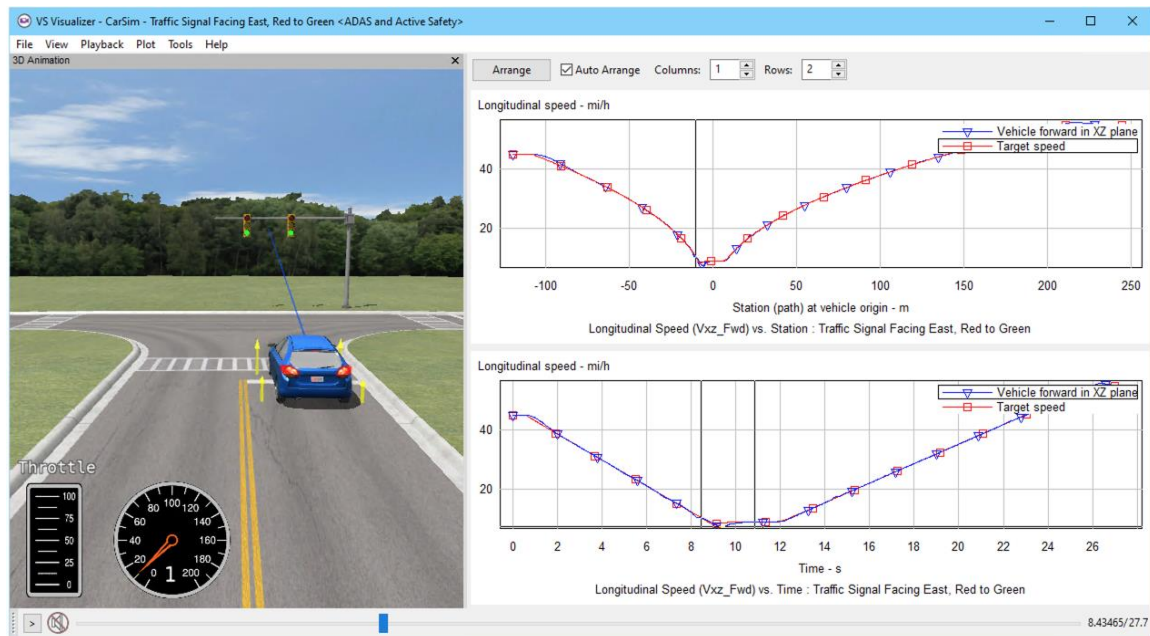 VS Visualizer - CarSim - Traffic Signal Facing East, Red to Green <ADAS and Active Safety>
File View Playback Plot Tools Help
3D Animation
Arrange Auto Arrange Columns: 1 Rows: 2
Longitudinal speed - mi/h
Vehicle forward in XZ plane
Target speed
40
20
-100 -50 0 50 100 150 200 250
Station (path) at vehicle origin - m
Longitudinal Speed (Vxz_Fwd) vs. Station : Traffic Signal Facing East, Red to Green
Longitudinal speed - mi/h
Vehicle forward in XZ plane
Target speed
40
20
0 2 4 6 8 10 12 14 16 18 20 22 24 26
Time - s
Longitudinal Speed (Vxz_Fwd) vs. Time : Traffic Signal Facing East, Red to Green
Throttle
100
75
50
25
0
0 20 40 60 80 100 120 140 160 180 200
1
8.43465/27.7